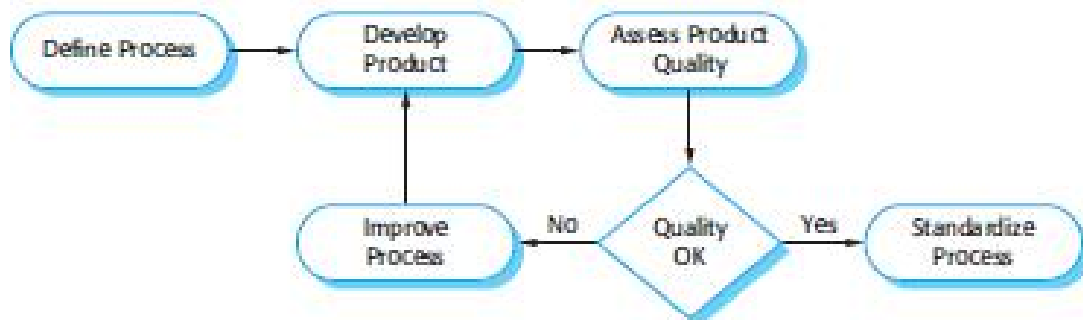 Define Process
Develop
Product
Assess Product
Quality
Improve
Process
No
Quality
OK
Yes
Standardize
Process